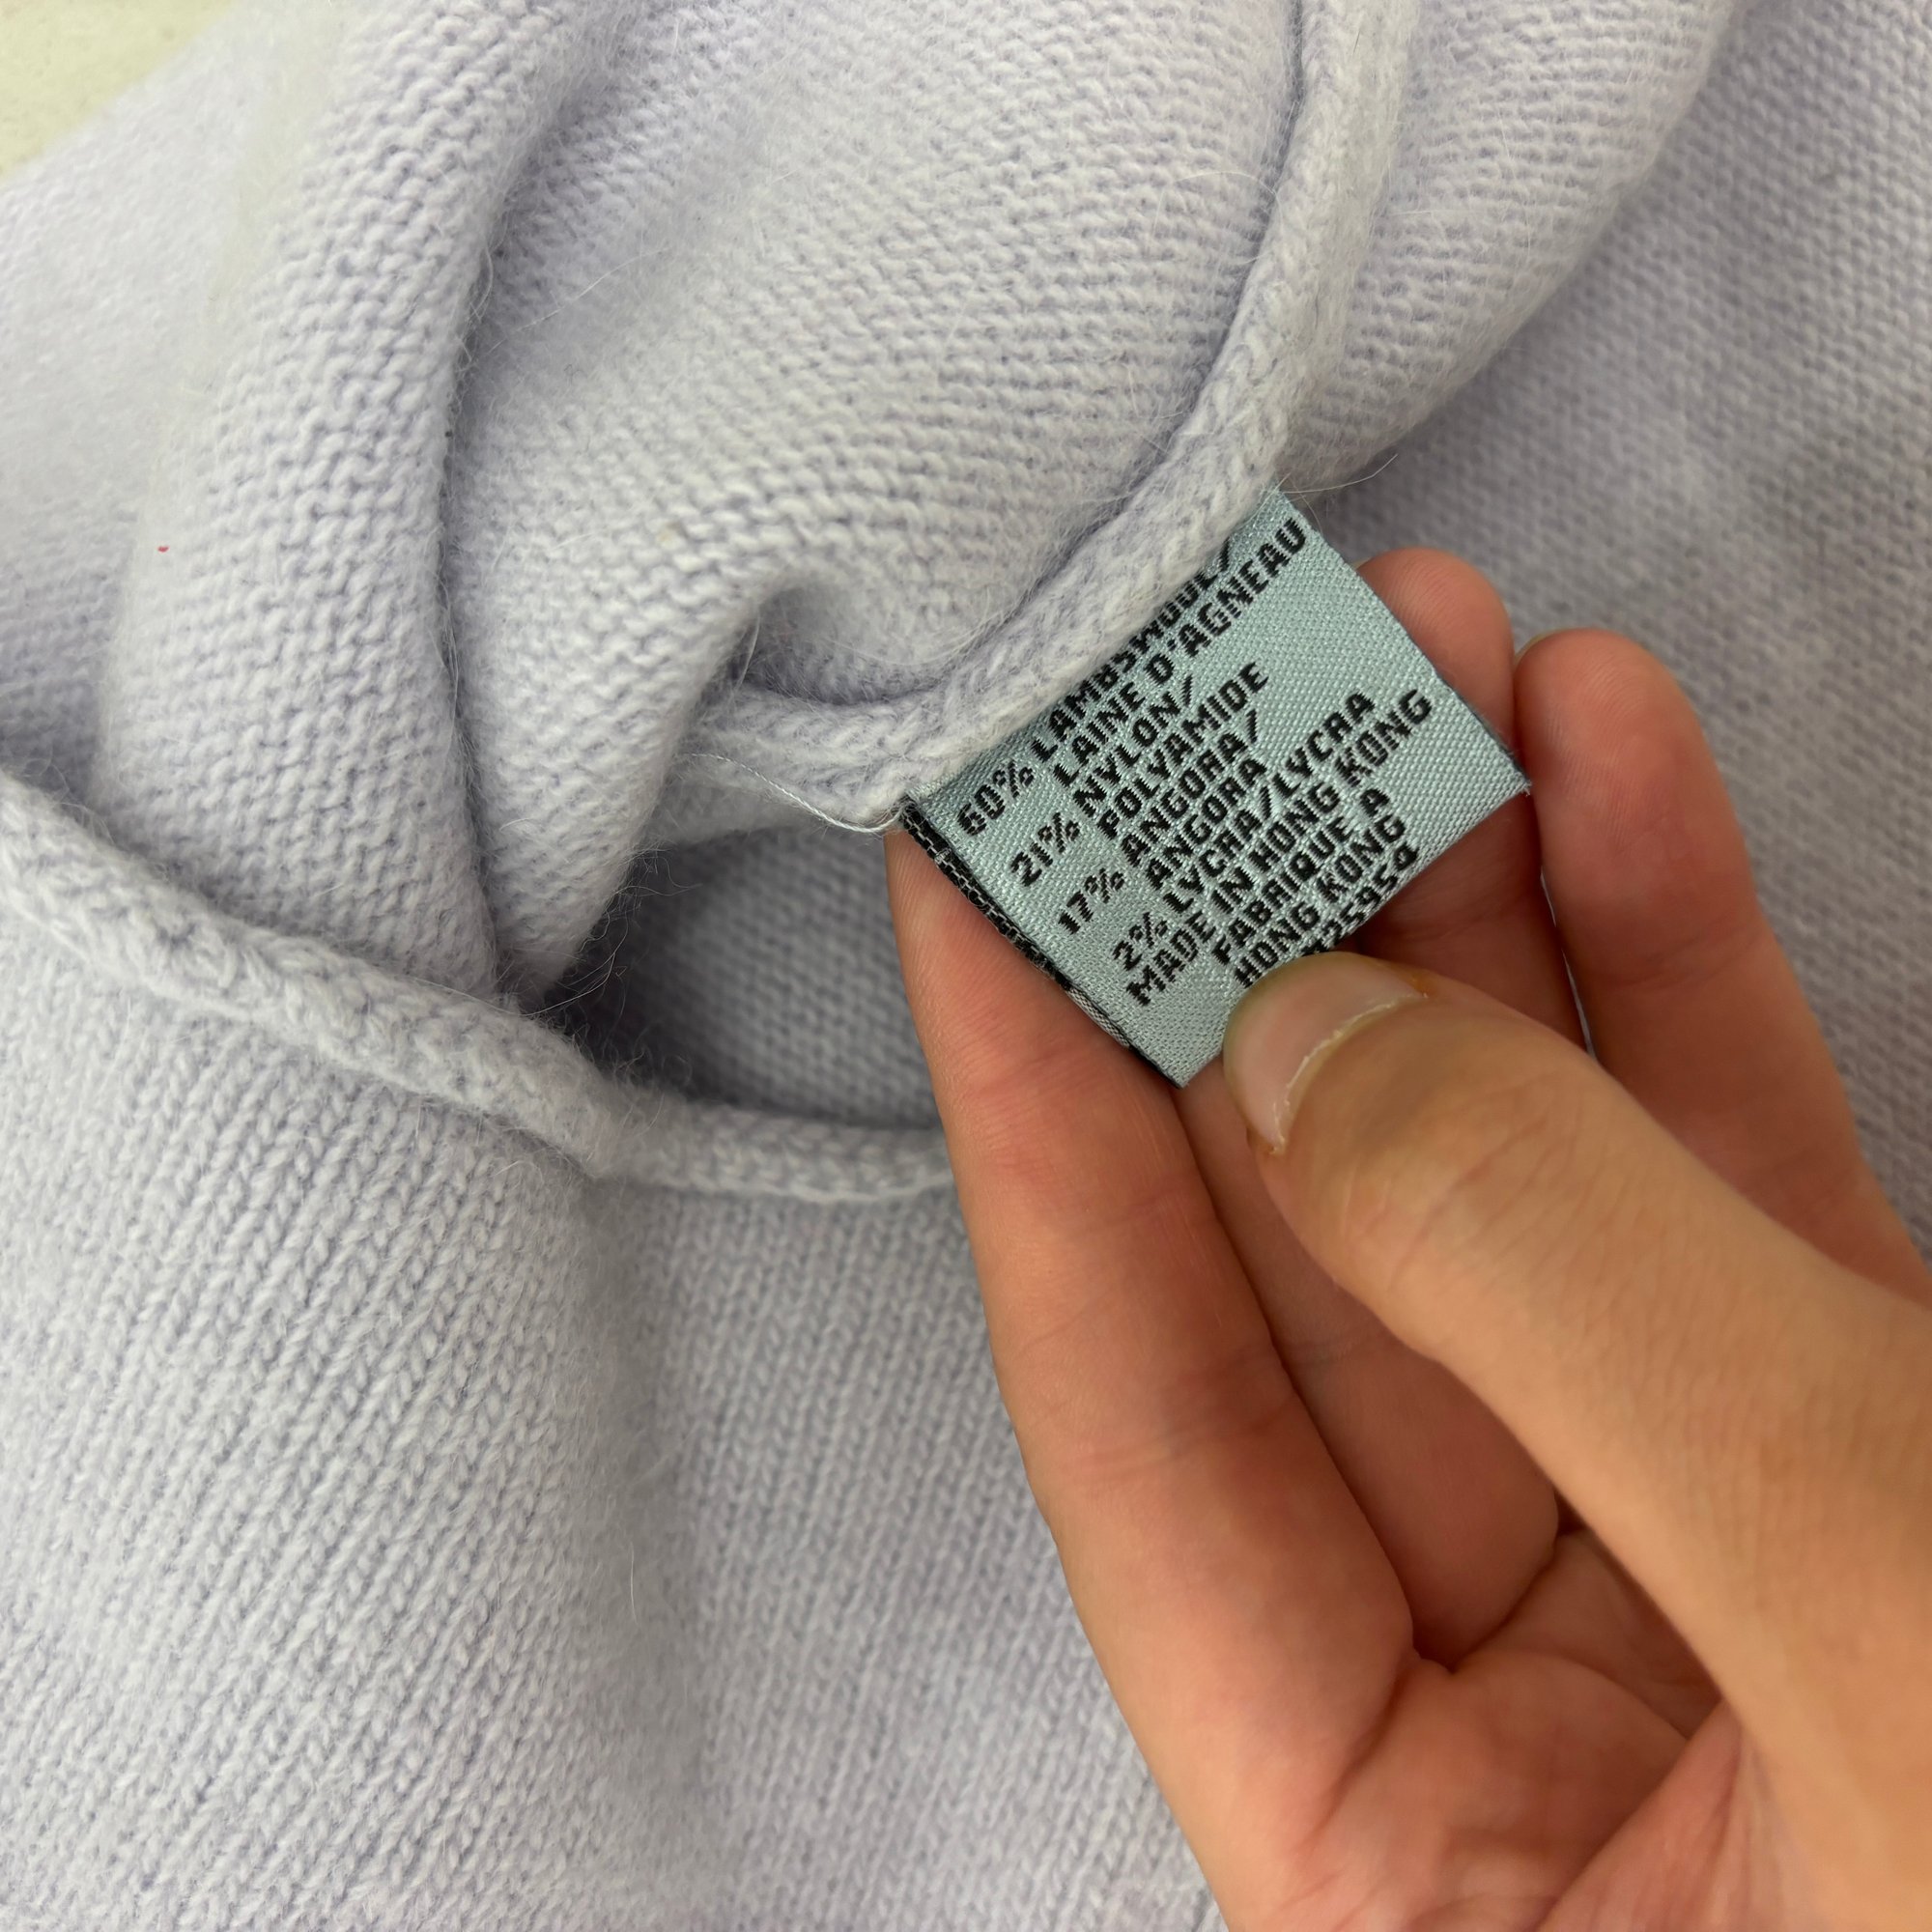 60% LAMBSWOOL/
LAINE D'AGNEAU
21% NYLON/
POLYAMIDE
17% ANGORA/
ANGORA
2% LYCRA/LYCRA
MADE IN HONG KONG
FABRIQUE A
HONG KONG